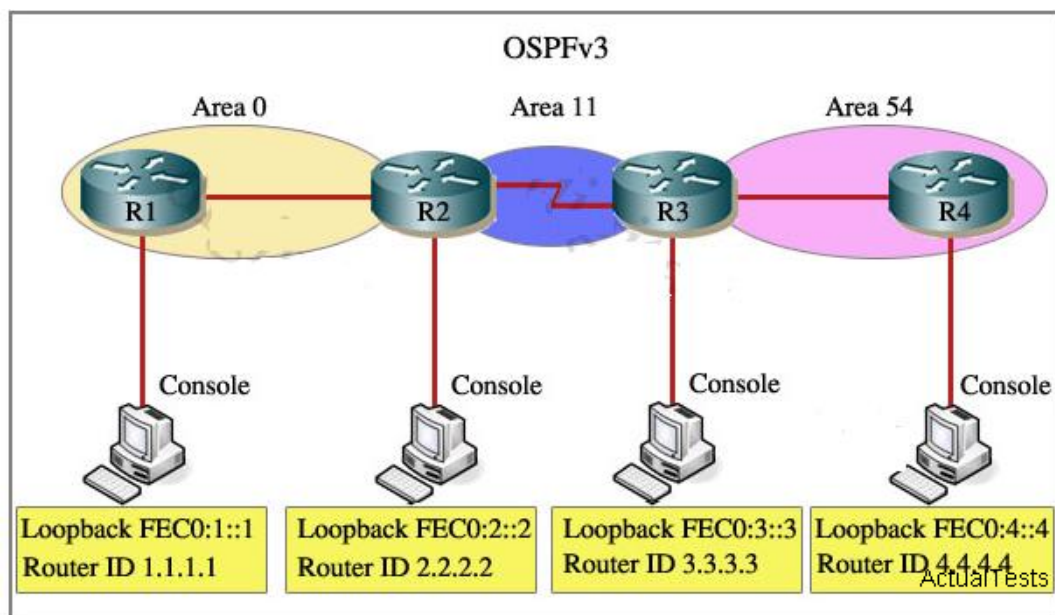 OSPFv3
Area 0
Area 11
Area 54
R1
R2
R3
R4
Console
Console
Console
Console
Loopback FEC0:1::1
Router ID 1.1.1.1
Loopback FEC0:2::2
Router ID 2.2.2.2
Loopback FEC0:3::3
Router ID 3.3.3.3
Loopback FEC0:4::4
Router ID 4.4.4.4
ActualTests